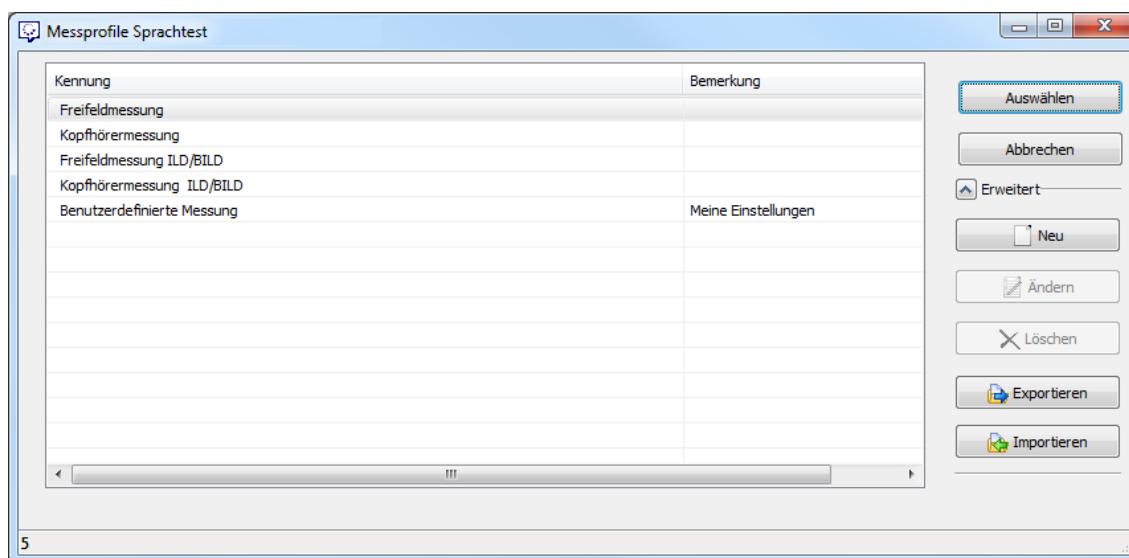 Messprofile Sprachtest
Kennung Bemerkung
Freifeldmessung
Kopfhörermessung
Freifeldmessung ILD/BILD
Kopfhörermessung ILD/BILD
Benutzerdefinierte Messung Meine Einstellungen
Auswählen
Abbrechen
Erweitert
Neu
Ändern
Löschen
Exportieren
Importieren
5